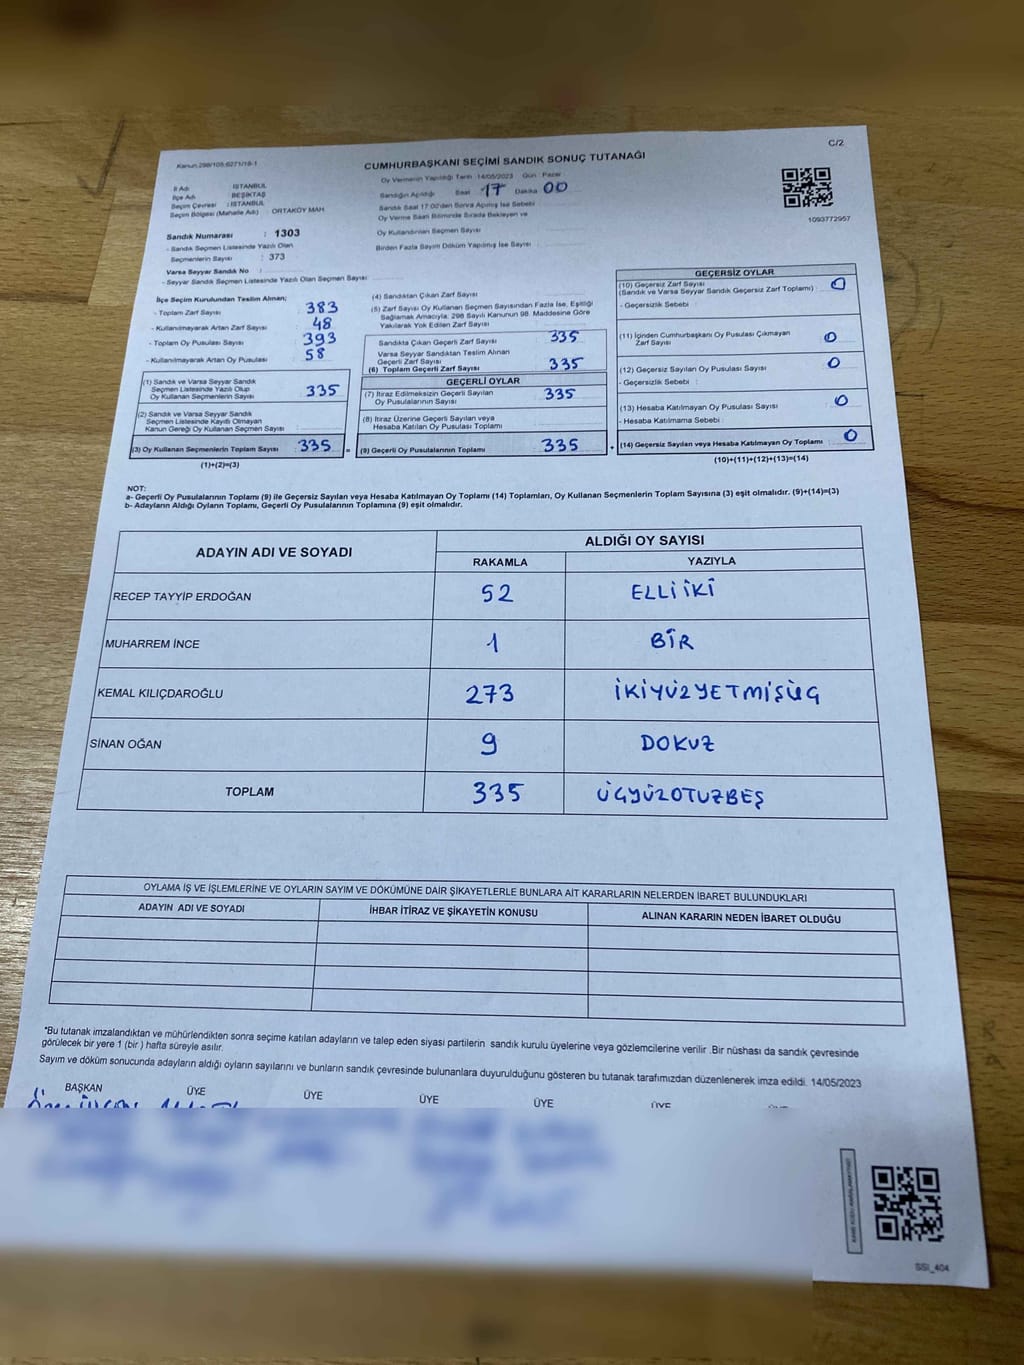 Kanun.298/105:6271/18-1
CUMHURBAŞKANI SEÇİMİ SANDIK SONUÇ TUTANAĞI
C/2
İl Adı : İSTANBUL
İlçe Adı : BEŞİKTAŞ
Seçim Çevresi : İSTANBUL
Seçim Bölgesi (Mahalle Adı) : ORTAKÖY MAH.
Oy Vermenin Yapıldığı Tarih : 14/05/2023 Gün : Pazar
Sandığın Açıldığı Saat 17 Dakika 00
Sandık Saat 17:00'den Sonra Açılmış İse Sebebi
Oy Verme Saati Bitiminde Sırada Bekleyen ve
Oy Kullandırılan Seçmen Sayısı
Birden Fazla Sayım Döküm Yapılmış İse Sayısı
1093772957
Sandık Numarası : 1303
- Sandık Seçmen Listesinde Yazılı Olan
Seçmenlerin Sayısı : 373
Varsa Seyyar Sandık No :
- Seyyar Sandık Seçmen Listesinde Yazılı Olan Seçmen Sayısı
İlçe Seçim Kurulundan Teslim Alınan;
- Toplam Zarf Sayısı : 383
- Kullanılmayarak Artan Zarf Sayısı : 48
- Toplam Oy Pusulası Sayısı : 393
- Kullanılmayarak Artan Oy Pusulası : 58
(1) Sandık ve Varsa Seyyar Sandık
Seçmen Listesinde Yazılı Olup
Oy Kullanan Seçmenlerin Sayısı : 335
(2) Sandık ve Varsa Seyyar Sandık
Seçmen Listesinde Kayıtlı Olmayan
Kanun Gereği Oy Kullanan Seçmen Sayısı :
(3) Oy Kullanan Seçmenlerin Toplam Sayısı : 335
(1)+(2)=(3)
(4) Sandıktan Çıkan Zarf Sayısı
(5) Zarf Sayısı Oy Kullanan Seçmen Sayısından Fazla İse, Eşitliği
Sağlamak Amacıyla; 298 Sayılı Kanunun 98. Maddesine Göre
Yakılarak Yok Edilen Zarf Sayısı :
Sandıkta Çıkan Geçerli Zarf Sayısı : 335
Varsa Seyyar Sandıktan Teslim Alınan
Geçerli Zarf Sayısı
(6) Toplam Geçerli Zarf Sayısı : 335
GEÇERLİ OYLAR
(7) İtiraz Edilmeksizin Geçerli Sayılan
Oy Pusulalarının Sayısı : 335
(8) İtiraz Üzerine Geçerli Sayılan veya
Hesaba Katılan Oy Pusulası Toplamı
(9) Geçerli Oy Pusulalarının Toplamı : 335
GEÇERSİZ OYLAR
(10) Geçersiz Zarf Sayısı
(Sandık ve Varsa Seyyar Sandık Geçersiz Zarf Toplamı) : 0
- Geçersizlik Sebebi :
(11) İçinden Cumhurbaşkanı Oy Pusulası Çıkmayan
Zarf Sayısı 0
(12) Geçersiz Sayılan Oy Pusulası Sayısı 0
- Geçersizlik Sebebi :
(13) Hesaba Katılmayan Oy Pusulası Sayısı 0
- Hesaba Katılmama Sebebi :
(14) Geçersiz Sayılan veya Hesaba Katılmayan Oy Toplamı : 0
(10)+(11)+(12)+(13)=(14)
NOT:
a- Geçerli Oy Pusulalarının Toplamı (9) ile Geçersiz Sayılan veya Hesaba Katılmayan Oy Toplamı (14) Toplamları, Oy Kullanan Seçmenlerin Toplam Sayısına (3) eşit olmalıdır. (9)+(14)=(3)
b- Adayların Aldığı Oyların Toplamı, Geçerli Oy Pusulalarının Toplamına (9) eşit olmalıdır.
ADAYIN ADI VE SOYADI
ALDIĞI OY SAYISI
RAKAMLA YAZIYLA
RECEP TAYYİP ERDOĞAN 52 ELLİİKİ
MUHARREM İNCE 1 BİR
KEMAL KILIÇDAROĞLU 273 İKİYÜZYETMİŞÜÇ
SİNAN OĞAN 9 DOKUZ
TOPLAM 335 ÜÇYÜZOTUZBEŞ
OYLAMA İŞ VE İŞLEMLERİNE VE OYLARIN SAYIM VE DÖKÜMÜNE DAİR ŞİKAYETLERLE BUNLARA AİT KARARLARIN NELERDEN İBARET BULUNDUKLARI
ADAYIN ADI VE SOYADI İHBAR İTİRAZ VE ŞİKAYETİN KONUSU ALINAN KARARIN NEDEN İBARET OLDUĞU
"Bu tutanak imzalandıktan ve mühürlendikten sonra seçime katılan adayların ve talep eden siyasi partilerin sandık kurulu üyelerine veya gözlemcilerine verilir .Bir nüshası da sandık çevresinde
görülecek bir yere 1 (bir ) hafta süreyle asılır.
Sayım ve döküm sonucunda adayların aldığı oyların sayılarını ve bunların sandık çevresinde bulunanlara duyurulduğunu gösteren bu tutanak tarafımızdan düzenlenerek imza edildi. 14/05/2023
BAŞKAN ÜYE ÜYE ÜYE ÜYE ÜYE
SSI_404